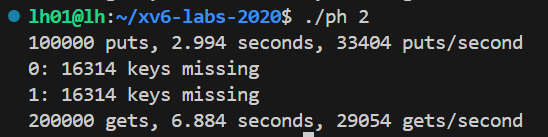 lh01@lh:~/xv6-labs-2020$ ./ph 2
100000 puts, 2.994 seconds, 33404 puts/second
0: 16314 keys missing
1: 16314 keys missing
200000 gets, 6.884 seconds, 29054 gets/second